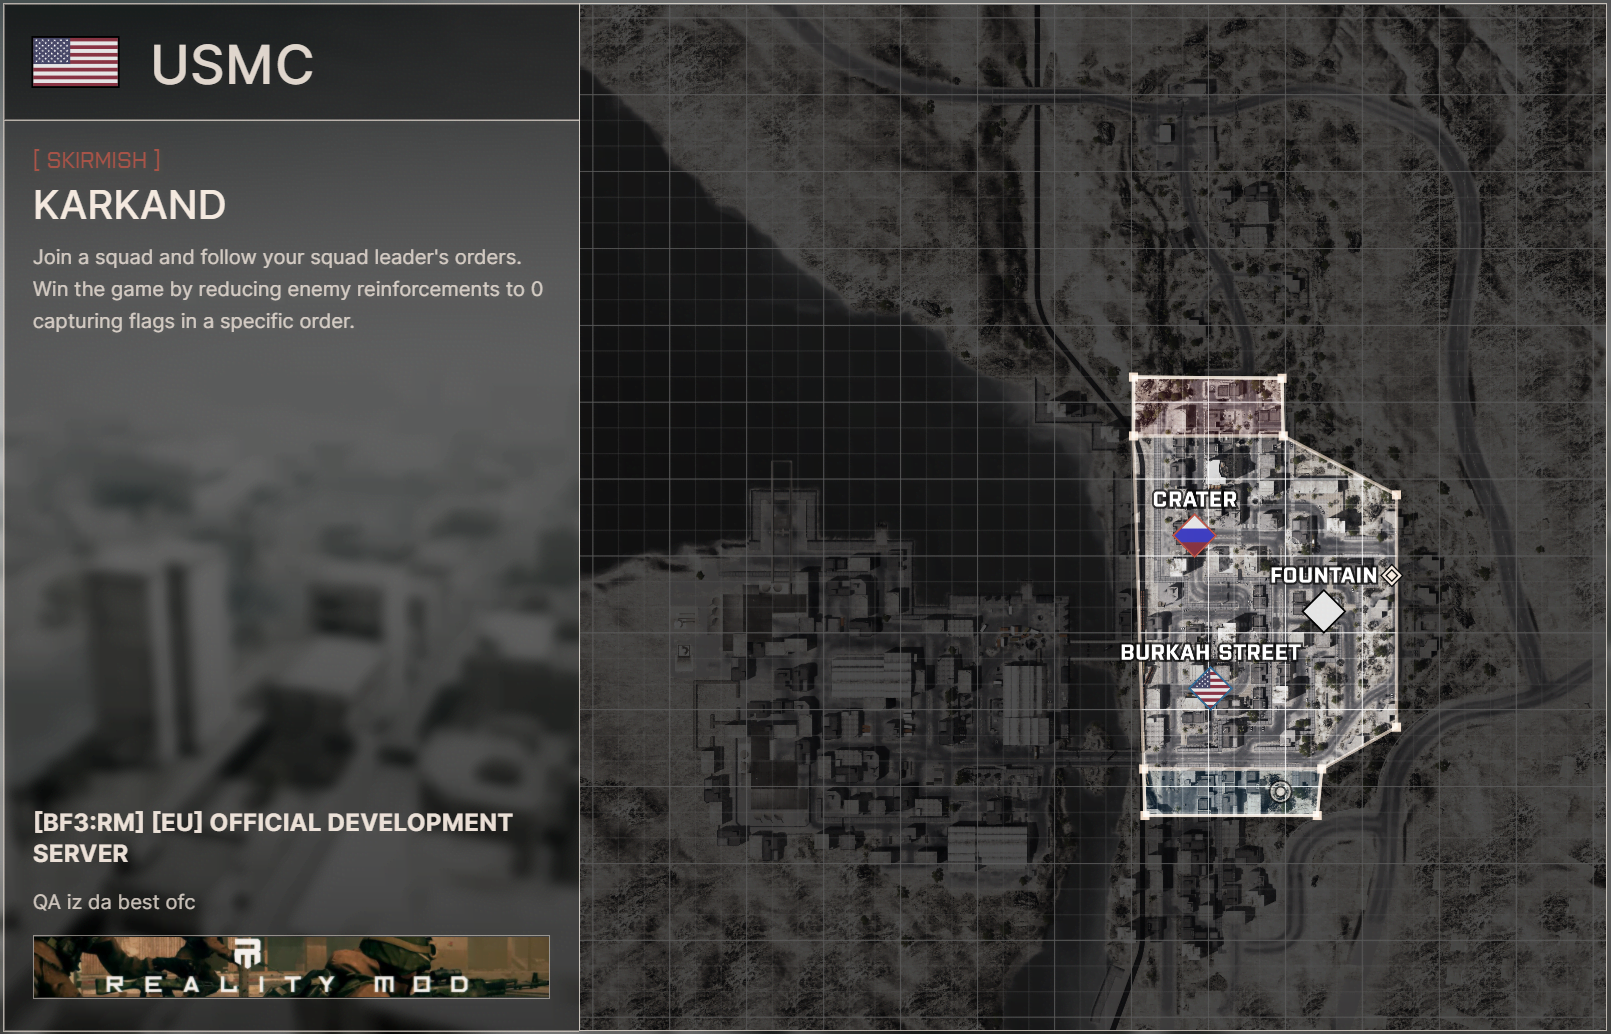 USMC
[ SKIRMISH ]
KARKAND
Join a squad and follow your squad leader's orders.
Win the game by reducing enemy reinforcements to 0
capturing flags in a specific order.
[BF3:RM] [EU] OFFICIAL DEVELOPMENT
SERVER
QA iz da best ofc
REALITY MOD
CRATER
FOUNTAIN
BURKAH STREET